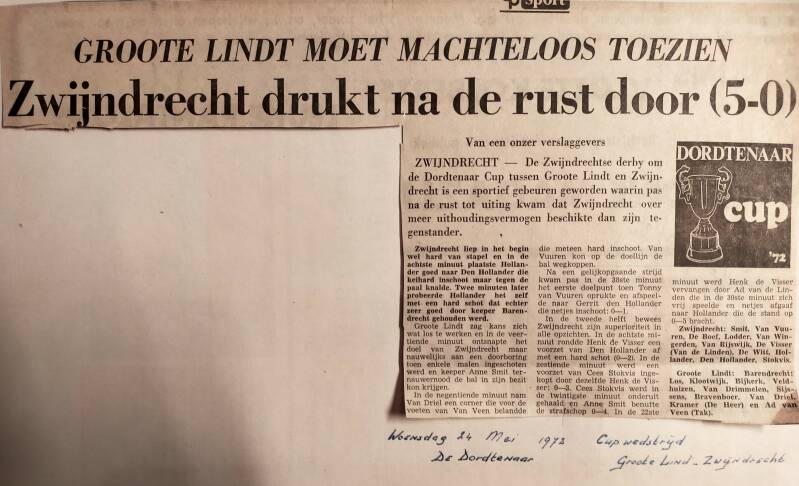 sport
GROOTE LINDT MOET MACHTELOOS TOEZIEN
Zwijndrecht drukt na de rust door (5-0)
Van een onzer verslaggevers
ZWIJNDRECHT — De Zwijndrechtse derby om
de Dordtenaar Cup tussen Groote Lindt en Zwijn-
drecht is een sportief gebeuren geworden waarin pas
na de rust tot uiting kwam dat Zwijndrecht over
meer uithoudingsvermogen beschikte dan zijn te-
genstander.
Zwijndrecht liep in het begin
wel hard van stapel en in de
achtste minuut plaatste Hollan-
der goed naar Den Hollander die
keihard inschoot maar tegen de
paal knalde. Twee minuten later
probeerde Hollander het zelf
met een hard schot dat echter
zeer goed door keeper Baren-
drecht gehouden werd.
Groote Lindt zag kans zich
wat los te werken en in de veer-
tiende minuut ontsnapte het
doel van Zwijndrecht maar
nauwelijks aan een doorboring
toen enkele malen ingeschoten
werd en keeper Anne Smit ter-
nauwernood de bal in zijn bezit
kon krijgen.
In de negentiende minuut nam
Van Driel een corner die voor de
voeten van Van Veen belandde
die meteen hard inschoot. Van
Vuuren kon op de doellijn de
bal wegkoppen.
Na een gelijkopgaande strijd
kwam pas in de 38ste minuut het
eerste doelpunt toen Tonny
van Vuuren oprukte en afspeel-
de naar Gerrit den Hollander
die netjes inschoot: 0—1.
In de tweede helft bewees
Zwijndrecht zijn superioriteit in
alle opzichten. In de achtste mi-
nuut rondde Henk de Visser een
voorzet van Den Hollander af
met een hard schot (0—2). In de
zestiende minuut werd een
voorzet van Cees Stokvis inge-
kopt door dezelfde Henk de Vis-
ser: 0—3. Cees Stokvis werd in
de twintigste minuut onderuit
gehaald en Anne Smit benutte
de strafschop 0—4. In de 22ste
DORDTENAAR
cup
'72
minuut werd Henk de Visser
vervangen door Ad van de Lin-
den die in de 39ste minuut zich
vrij speelde en netjes afgaf
naar Hollander die de stand op
0—5 bracht.
Zwijndrecht: Smit, Van Vuu-
ren, De Boef, Lodder, Van Win-
gerden, Van Rijswijk, De Visser
(Van de Linden), De Witt, Hol-
lander, Den Hollander, Stokvis.
Groote Lindt: Barendrecht:
Los, Klootwijk, Blijkerk, Veld-
huizen, Van Drimmelen, Sijs-
sens, Bravenboer, Van Driel,
Kramer (De Heer) en Ad van
Veen (Tak).
Woensdag 24 Mei 1972 Cup wedstrijd
De Dordtenaar Groote Lind - Zwijndrecht